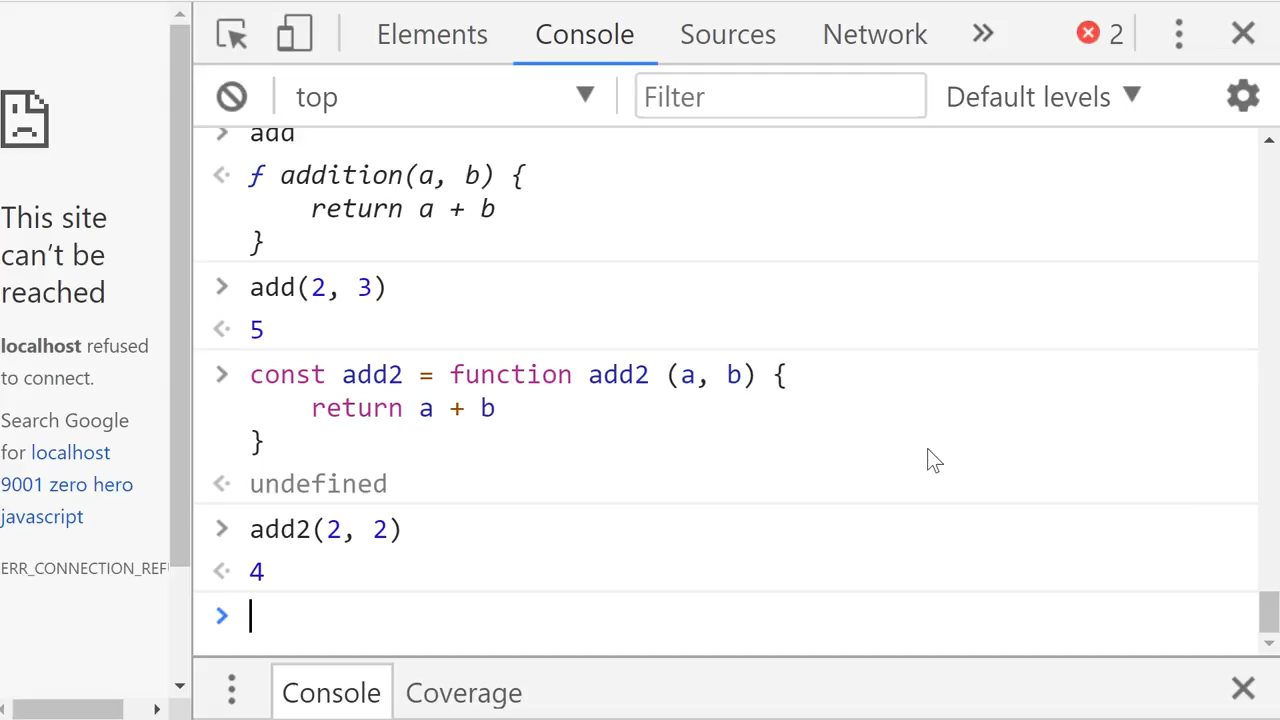 Elements Console Sources Network » 2
top Filter Default levels
This site
can’t be
reached
localhost refused
to connect.
Search Google
for localhost
9001 zero hero
javascript
ERR_CONNECTION_REF
> add
ƒ addition(a, b) {
return a + b
}
> add(2, 3)
5
> const add2 = function add2 (a, b) {
return a + b
}
undefined
> add2(2, 2)
4
>
Console Coverage